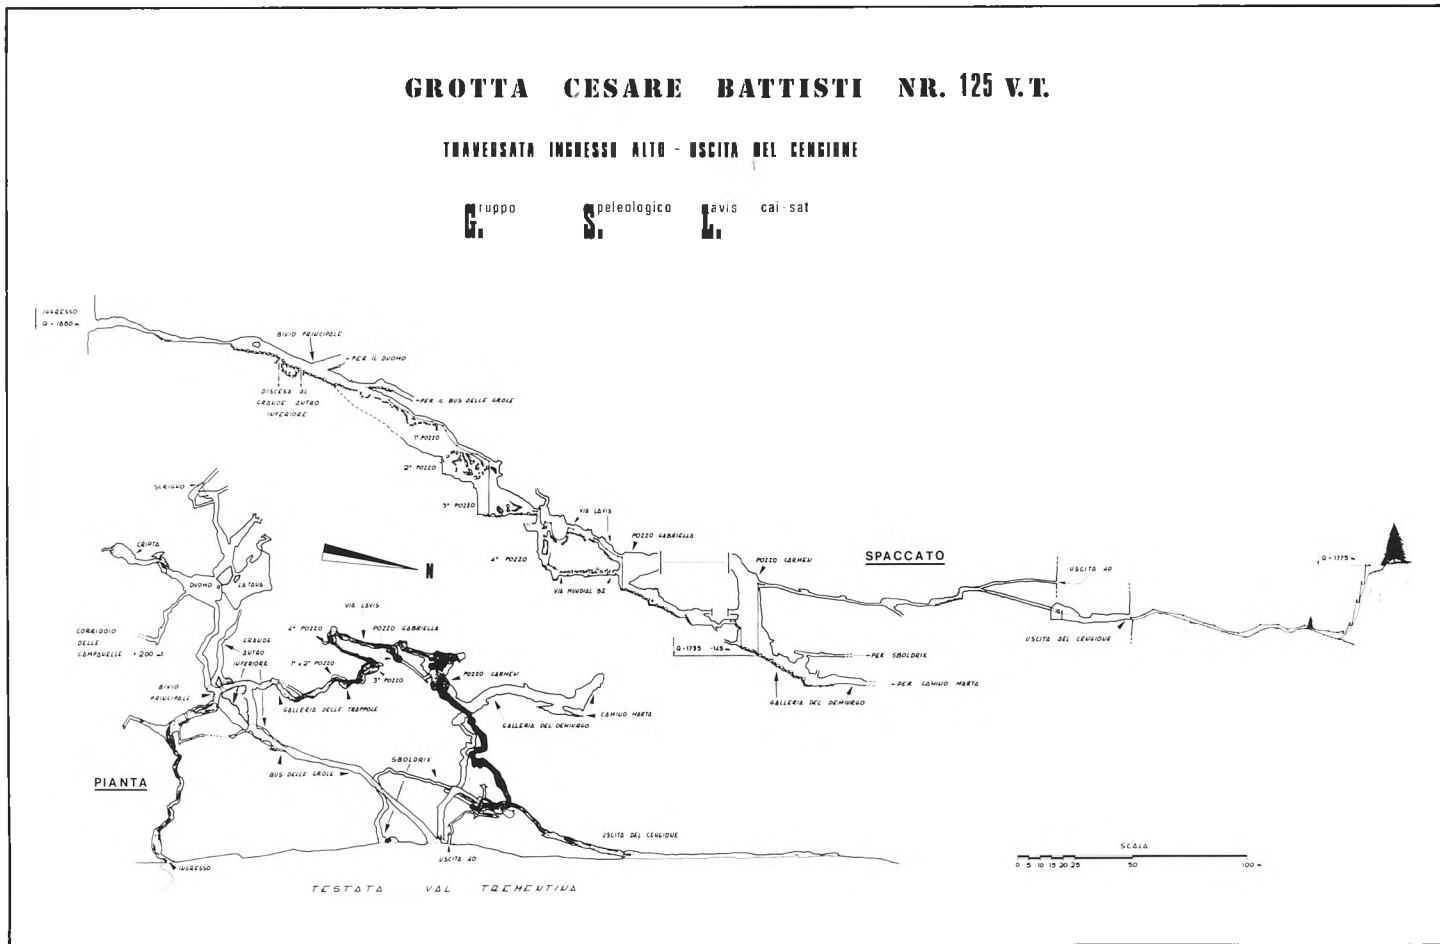 GROTTA CESARE BATTISTI NR. 125 V.T.
TRAVERSATA INGRESSO ALTO - USCITA DEL CENGIONE
Gruppo Speleologico Lavis cai-sat
INGRESSO
Q = 1880 m
BIVIO PRINCIPALE
PER IL DUOMO
DISCESA AL
GRANDE ANTRO
INFERIORE
PER IL BUS DELLE GROLE
1° POZZO
2° POZZO
3° POZZO
VIA LAVIS
4° POZZO
POZZO GABRIELLA
VIA MUNDIAL '82
POZZO CARMEN
SPACCATO
USCITA 40
Q = 1775 m
USCITA DEL CENGIONE
Q = 1735 -145 m
PER SBOLDRIX
PER CAMINO MARTA
GALLERIA DEL DEMIURGO
SCRIGNO
CRIPTA
DUOMO
LA TANA
N
CORRIDOIO
DELLE
CAMPANELLE + 200 mt
GRANDE
ANTRO
INFERIORE
VIA LAVIS
4° POZZO
POZZO GABRIELLA
1° e 2° POZZO
3° POZZO
POZZO CARMEN
BIVIO
PRINCIPALE
GALLERIA DELLE TRAPPOLE
GALLERIA DEL DEMIURGO
CAMINO MARTA
PIANTA
BUS DELLE GROLE
SBOLDRIX
USCITA DEL CENGIONE
USCITA 40
INGRESSO
TESTATA VAL TREMENTINA
SCALA
0 5 10 15 20 25 50 100 m